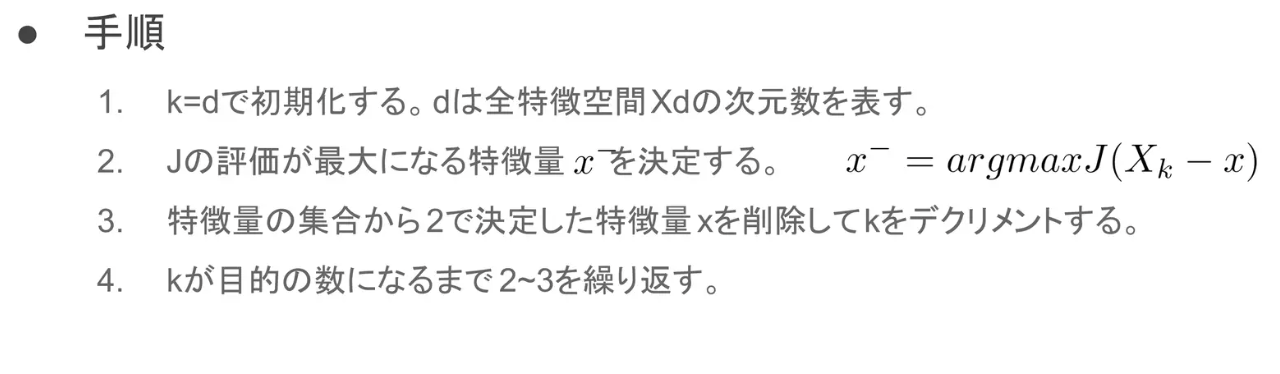 ● 手順
1. k=dで初期化する。dは全特徴空間Xdの次元数を表す。
2. Jの評価が最大になる特徴量 x⁻を決定する。 x⁻ = argmaxJ(Xₖ − x)
3. 特徴量の集合から2で決定した特徴量xを削除してkをデクリメントする。
4. kが目的の数になるまで2~3を繰り返す。